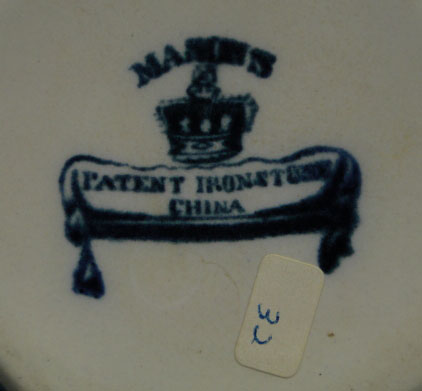 MASON'S
PATENT IRONSTONE
CHINA
32